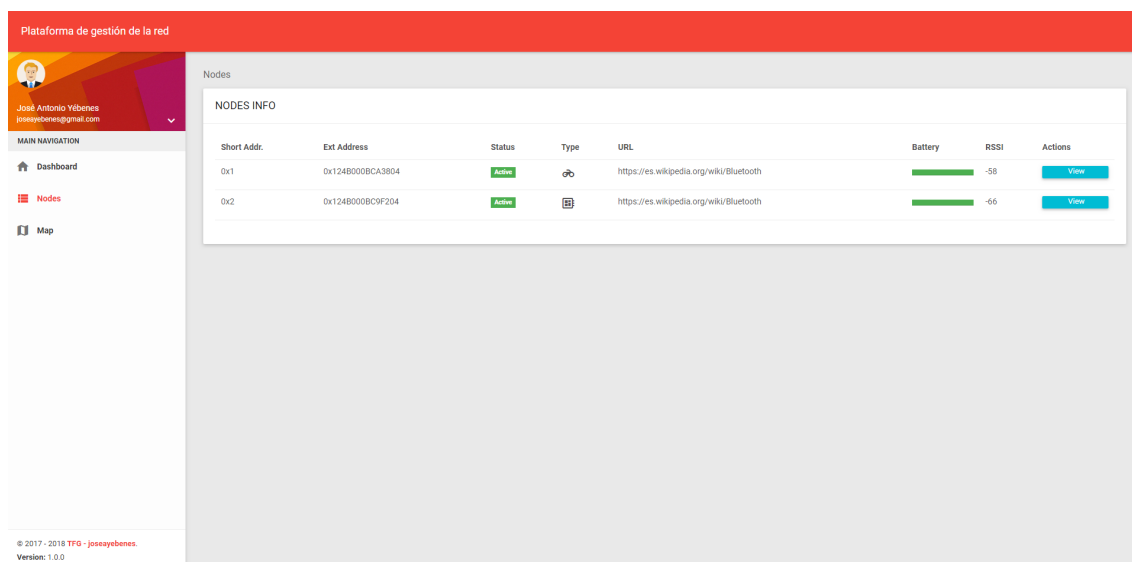 Plataforma de gestión de la red
José Antonio Yébenes
joseayebenes@gmail.com
MAIN NAVIGATION
Dashboard
Nodes
Map
© 2017 - 2018 TFG - joseayebenes.
Version: 1.0.0
Nodes
NODES INFO
Short Addr. Ext Address Status Type URL Battery RSSI Actions
0x1 0x124B000BCA3804 Active https://es.wikipedia.org/wiki/Bluetooth -58 View
0x2 0x124B000BC9F204 Active https://es.wikipedia.org/wiki/Bluetooth -66 View